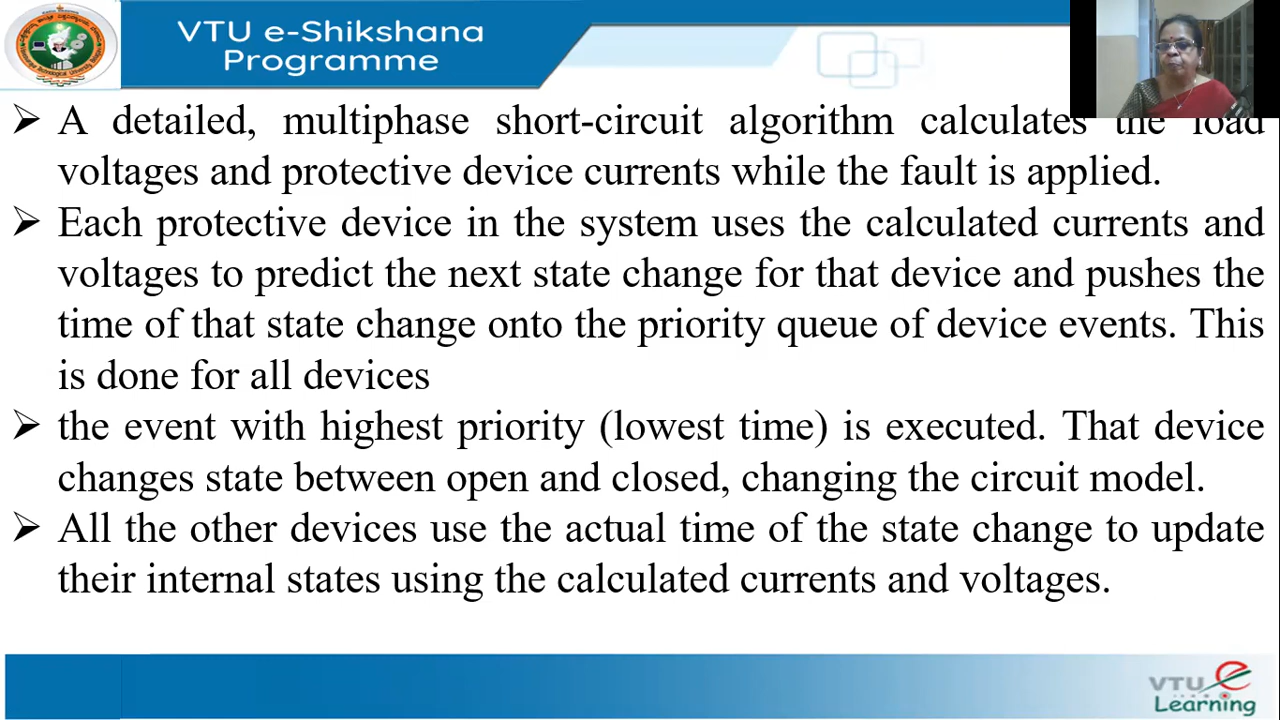 VTU e-Shikshana
Programme
➢ A detailed, multiphase short-circuit algorithm calculates the load
voltages and protective device currents while the fault is applied.
➢ Each protective device in the system uses the calculated currents and
voltages to predict the next state change for that device and pushes the
time of that state change onto the priority queue of device events. This
is done for all devices
➢ the event with highest priority (lowest time) is executed. That device
changes state between open and closed, changing the circuit model.
➢ All the other devices use the actual time of the state change to update
their internal states using the calculated currents and voltages.
VTU e
Learning